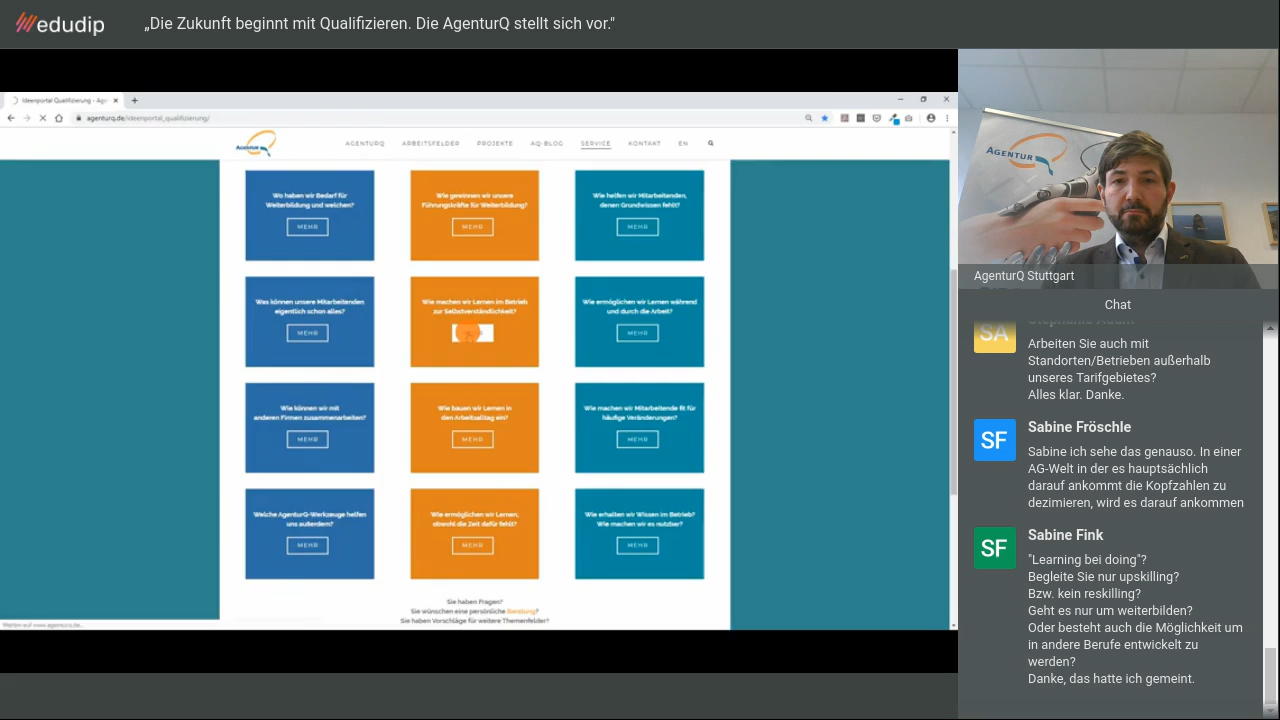 edudip
„Die Zukunft beginnt mit Qualifizieren. Die AgenturQ stellt sich vor."
Ideenportal Qualifizierung - Age
agenturq.de/ideenportal_qualifizierung/
AGENTUR
AGENTURQ ARBEITSFELDER PROJEKTE AQ-BLOG SERVICE KONTAKT EN
Wo haben wir Bedarf für
Weiterbildung und welchen?
MEHR
Wie gewinnen wir unsere
Führungskräfte für Weiterbildung?
MEHR
Wie helfen wir Mitarbeitenden,
denen Grundwissen fehlt?
MEHR
Was können unsere Mitarbeitenden
eigentlich schon alles?
MEHR
Wie machen wir Lernen im Betrieb
zur Selbstverständlichkeit?
Wie ermöglichen wir Lernen während
und durch die Arbeit?
MEHR
Wie können wir mit
anderen Firmen zusammenarbeiten?
MEHR
Wie bauen wir Lernen in
den Arbeitsalltag ein?
MEHR
Wie machen wir Mitarbeitende fit für
häufige Veränderungen?
MEHR
Welche AgenturQ-Werkzeuge helfen
uns außerdem?
MEHR
Wie ermöglichen wir Lernen,
obwohl die Zeit dafür fehlt?
MEHR
Wie erhalten wir Wissen im Betrieb?
Wie machen wir es nutzbar?
MEHR
Sie haben Fragen?
Sie wünschen eine persönliche Beratung?
Sie haben Vorschläge für weitere Themenfelder?
Warten auf www.agenturq.de...
AGENTUR
AgenturQ Stuttgart
Chat
SA
Arbeiten Sie auch mit
Standorten/Betrieben außerhalb
unseres Tarifgebietes?
Alles klar. Danke.
SF
Sabine Fröschle
Sabine ich sehe das genauso. In einer
AG-Welt in der es hauptsächlich
darauf ankommt die Kopfzahlen zu
dezimieren, wird es darauf ankommen
SF
Sabine Fink
"Learning bei doing"?
Begleite Sie nur upskilling?
Bzw. kein reskilling?
Geht es nur um weiterbilden?
Oder besteht auch die Möglichkeit um
in andere Berufe entwickelt zu
werden?
Danke, das hatte ich gemeint.